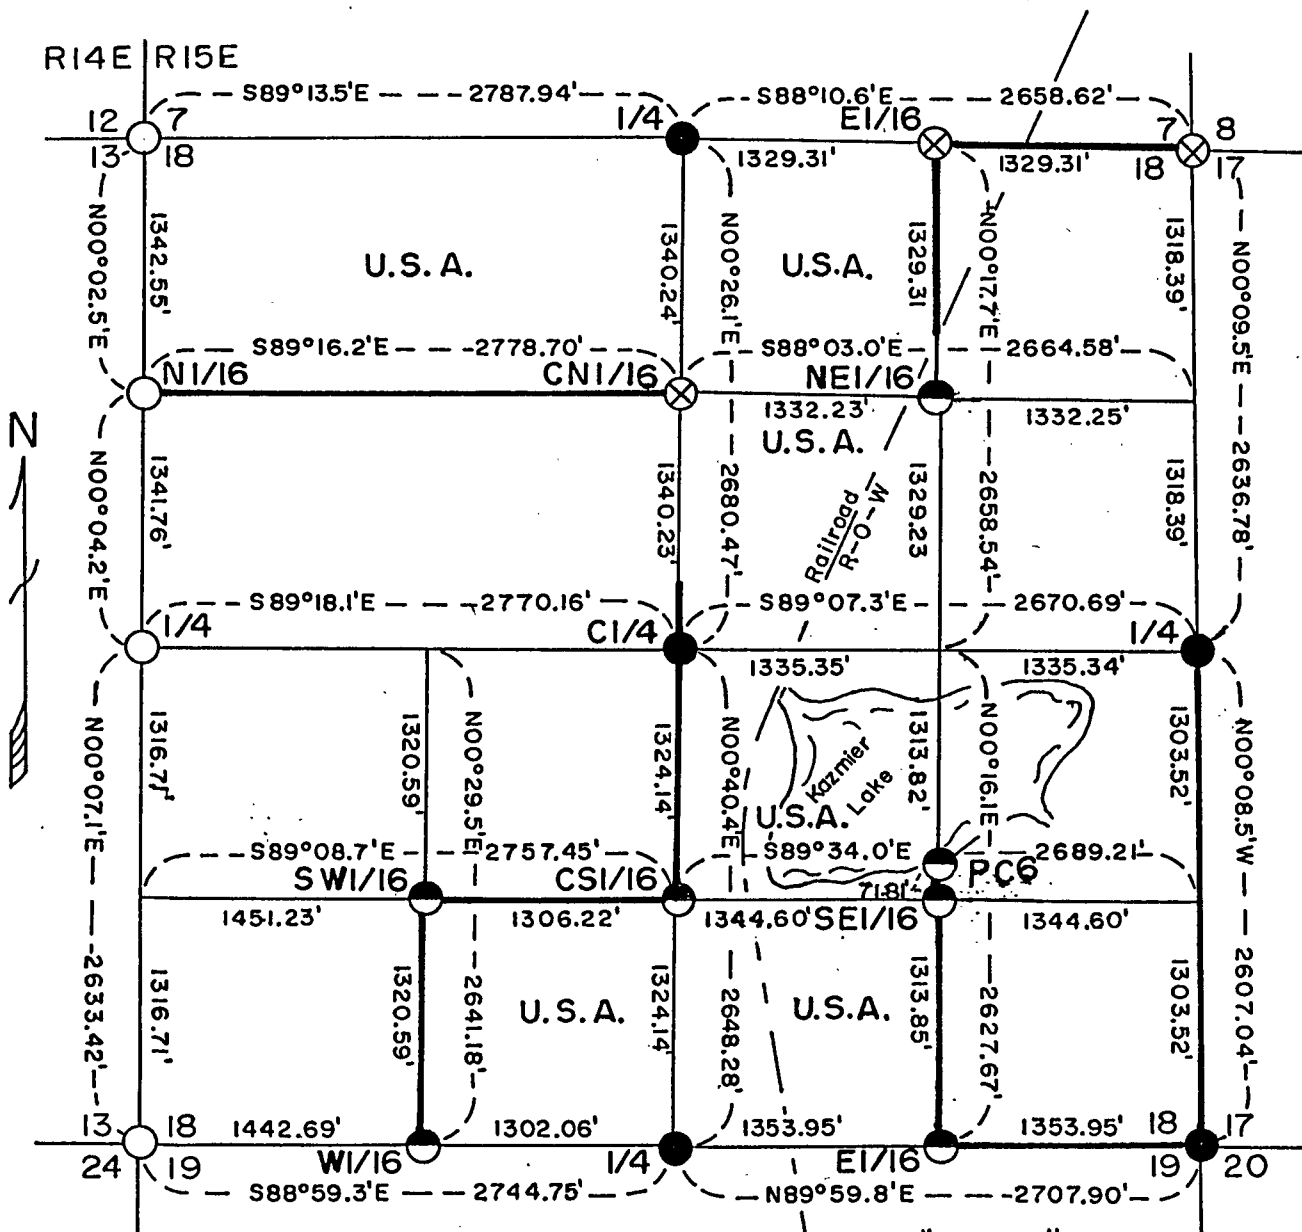 R14E R15E
S89°13.5'E 2787.94'
S88°10.6'E 2658.62'
12 7
1/4
E1/16
7 8
13 18
1329.31'
1329.31'
18 17
N00°02.5'E
1342.55'
U.S.A.
1340.24'
N00°26.1'E
U.S.A.
1329.31
N00°17.7'E
1318.39'
N00°09.5'E
S89°16.2'E 2778.70'
S88°03.0'E 2664.58'
N1/16
CN1/16
NE1/16
1332.23'
1332.25'
U.S.A.
N
N00°04.2'E
1341.76'
1340.23'
2680.47'
Railroad
R-O-W
1329.23
2658.54'
1318.39'
2636.78'
S89°18.1'E 2770.16'
S89°07.3'E 2670.69'
1/4
C1/4
1/4
1335.35'
1335.34'
N00°07.1'E
1316.71'
1320.59'
N00°29.5'E
1324.14'
N00°40.4'E
Kazmier
Lake
1313.82'
N00°16.1E
1303.52'
N00°08.5'W
U.S.A.
S89°08.7'E 2757.45'
S89°34.0'E 2689.21'
SW1/16
CS1/16
PC6
71.81'
1451.23'
1306.22'
1344.60'
SE1/16
1344.60'
2633.42'
1316.71'
1320.59'
2641.18'
U.S.A.
1324.14'
2648.28'
U.S.A.
1313.85'
2627.67'
1303.52'
2607.04'
13 18
1442.69'
1302.06'
1353.95'
1353.95'
18 17
24 19
W1/16
1/4
E1/16
19 20
S88°59.3'E 2744.75'
N89°59.8'E 2707.90'